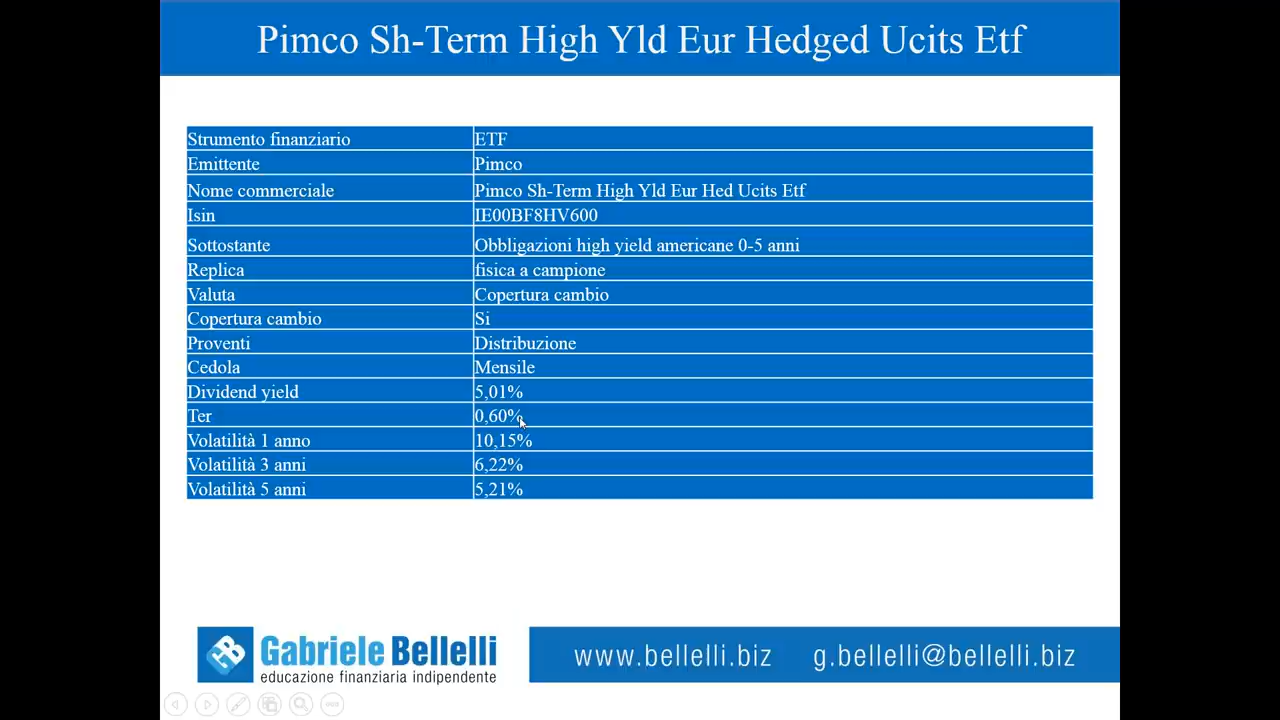 Pimco Sh-Term High Yld Eur Hedged Ucits Etf
Strumento finanziario ETF
Emittente Pimco
Nome commerciale Pimco Sh-Term High Yld Eur Hed Ucits Etf
Isin IE00BF8HV600
Sottostante Obbligazioni high yield americane 0-5 anni
Replica fisica a campione
Valuta Copertura cambio
Copertura cambio Si
Proventi Distribuzione
Cedola Mensile
Dividend yield 5,01%
Ter 0,60%
Volatilità 1 anno 10,15%
Volatilità 3 anni 6,22%
Volatilità 5 anni 5,21%
Gabriele Bellelli
educazione finanziaria indipendente
www.bellelli.biz g.bellelli@bellelli.biz